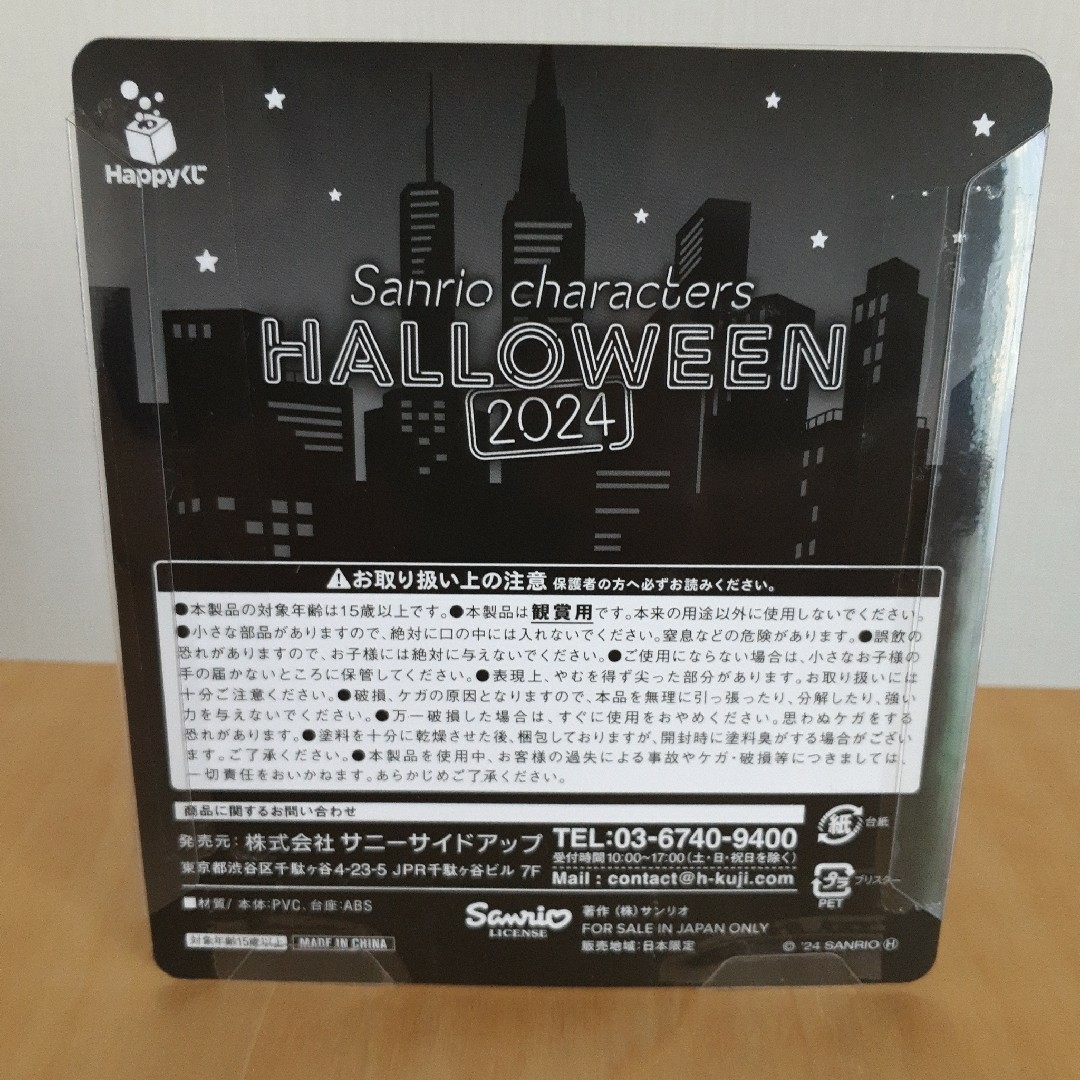 Happyくじ
Sanrio characters
HALLOWEEN
2024
⚠お取り扱い上の注意 保護者の方へ必ずお読みください。
●本製品の対象年齢は15歳以上です。●本製品は観賞用です。本来の用途以外に使用しないでください。
●小さな部品がありますので、絶対に口の中には入れないでください。窒息などの危険があります。●誤飲の
恐れがありますので、お子様には絶対に与えないでください。●ご使用にならない場合は、小さなお子様の
手の届かないところに保管してください。●表現上、やむを得ず尖った部分があります。お取り扱いには
十分ご注意ください。●破損、ケガの原因となりますので、本品を無理に引っ張ったり、分解したり、強い
力を与えないでください。●万一破損した場合は、すぐに使用をおやめください。思わぬケガをする
恐れがあります。●塗料を十分に乾燥させた後、梱包しておりますが、開封時に塗料臭がする場合がござい
ます。ご了承ください。●本製品を使用中、お客様の過失による事故やケガ・破損等につきましては、
一切責任をおいかねます。あらかじめご了承ください。
商品に関するお問い合わせ
発売元：株式会社 サニーサイドアップ
東京都渋谷区千駄ヶ谷4-23-5 JPR千駄ヶ谷ビル 7F
TEL:03-6740-9400
受付時間10:00~17:00(土・日・祝日を除く)
Mail : contact@h-kuji.com
紙 台紙
プラ ブリスター
PET
■材質/ 本体:PVC、台座:ABS
対象年齢15歳以上 MADE IN CHINA
Sanrio
LICENSE
著作 (株)サンリオ
FOR SALE IN JAPAN ONLY
販売地域:日本限定
© '24 SANRIO Ⓗ